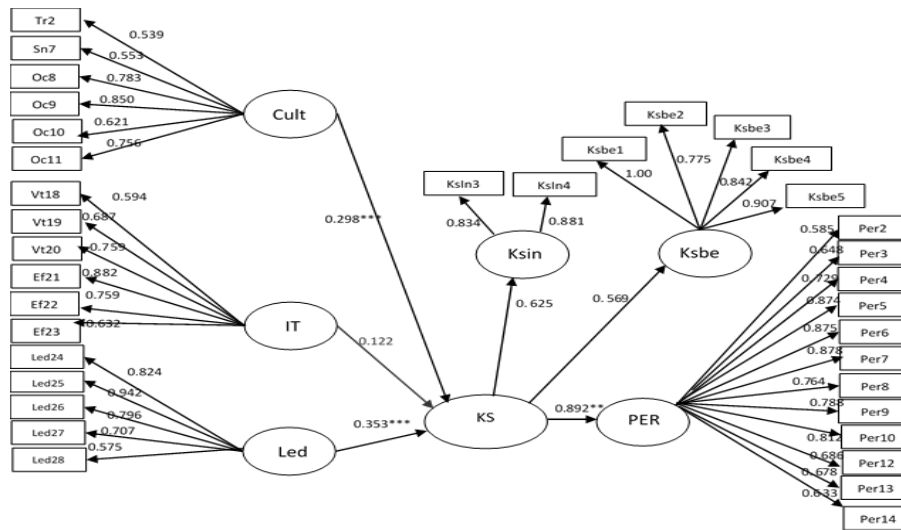 Tr2
0.539
Sn7
0.553
Oc8
0.783
Oc9
0.850
Oc10
0.621
Oc11
0.756
Cult
Vt18
0.594
Vt19
0.687
Vt20
0.759
Ef21
0.882
Ef22
0.759
Ef23
0.632
IT
Led24
0.824
Led25
0.942
Led26
0.796
Led27
0.707
Led28
0.575
Led
0.298***
0.122
0.353***
KS
KsIn3
KsIn4
0.834
0.881
Ksin
0.625
Ksbe1
Ksbe2
Ksbe3
Ksbe4
Ksbe5
1.00
0.775
0.842
0.907
Ksbe
0.569
0.892**
PER
0.585
Per2
0.648
Per3
0.729
Per4
0.874
Per5
0.875
Per6
0.878
Per7
0.764
Per8
0.788
Per9
0.812
Per10
0.686
Per12
0.678
Per13
0.633
Per14